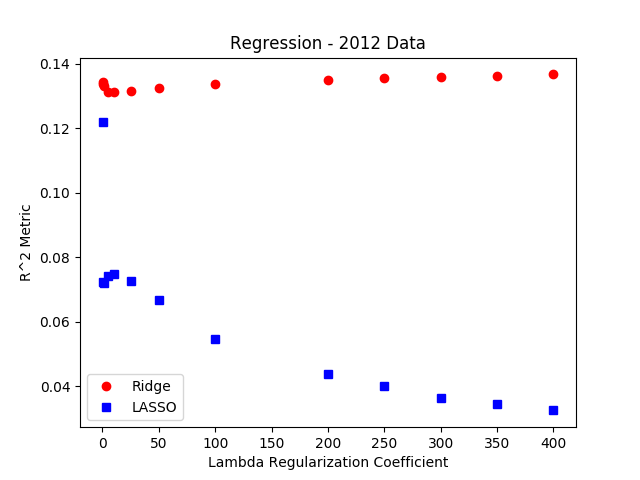 Regression - 2012 Data
R^2 Metric
0.14
0.12
0.10
0.08
0.06
0.04
Ridge
LASSO
0 50 100 150 200 250 300 350 400
Lambda Regularization Coefficient